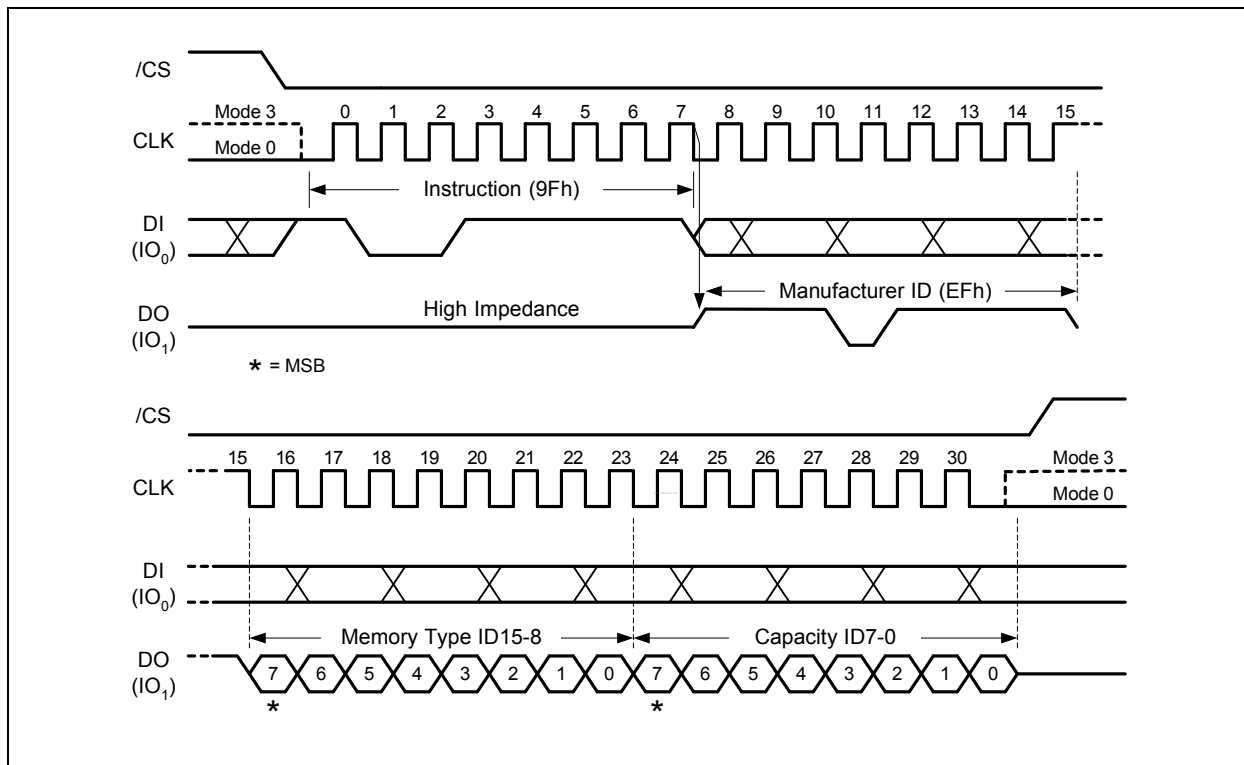 /CS
Mode 3 0 1 2 3 4 5 6 7 8 9 10 11 12 13 14 15
CLK
Mode 0
Instruction (9Fh)
DI
(IO₀)
Manufacturer ID (EFh)
High Impedance
DO
(IO₁)
* = MSB
/CS
15 16 17 18 19 20 21 22 23 24 25 26 27 28 29 30 Mode 3
CLK
Mode 0
DI
(IO₀)
Memory Type ID15-8 Capacity ID7-0
DO
7 6 5 4 3 2 1 0 7 6 5 4 3 2 1 0
(IO₁)
* *